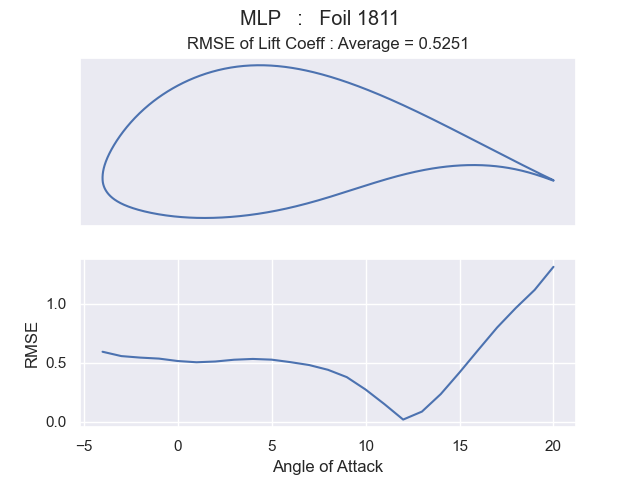 MLP : Foil 1811
RMSE of Lift Coeff : Average = 0.5251
1.0
0.5
0.0
RMSE
−5 0 5 10 15 20
Angle of Attack